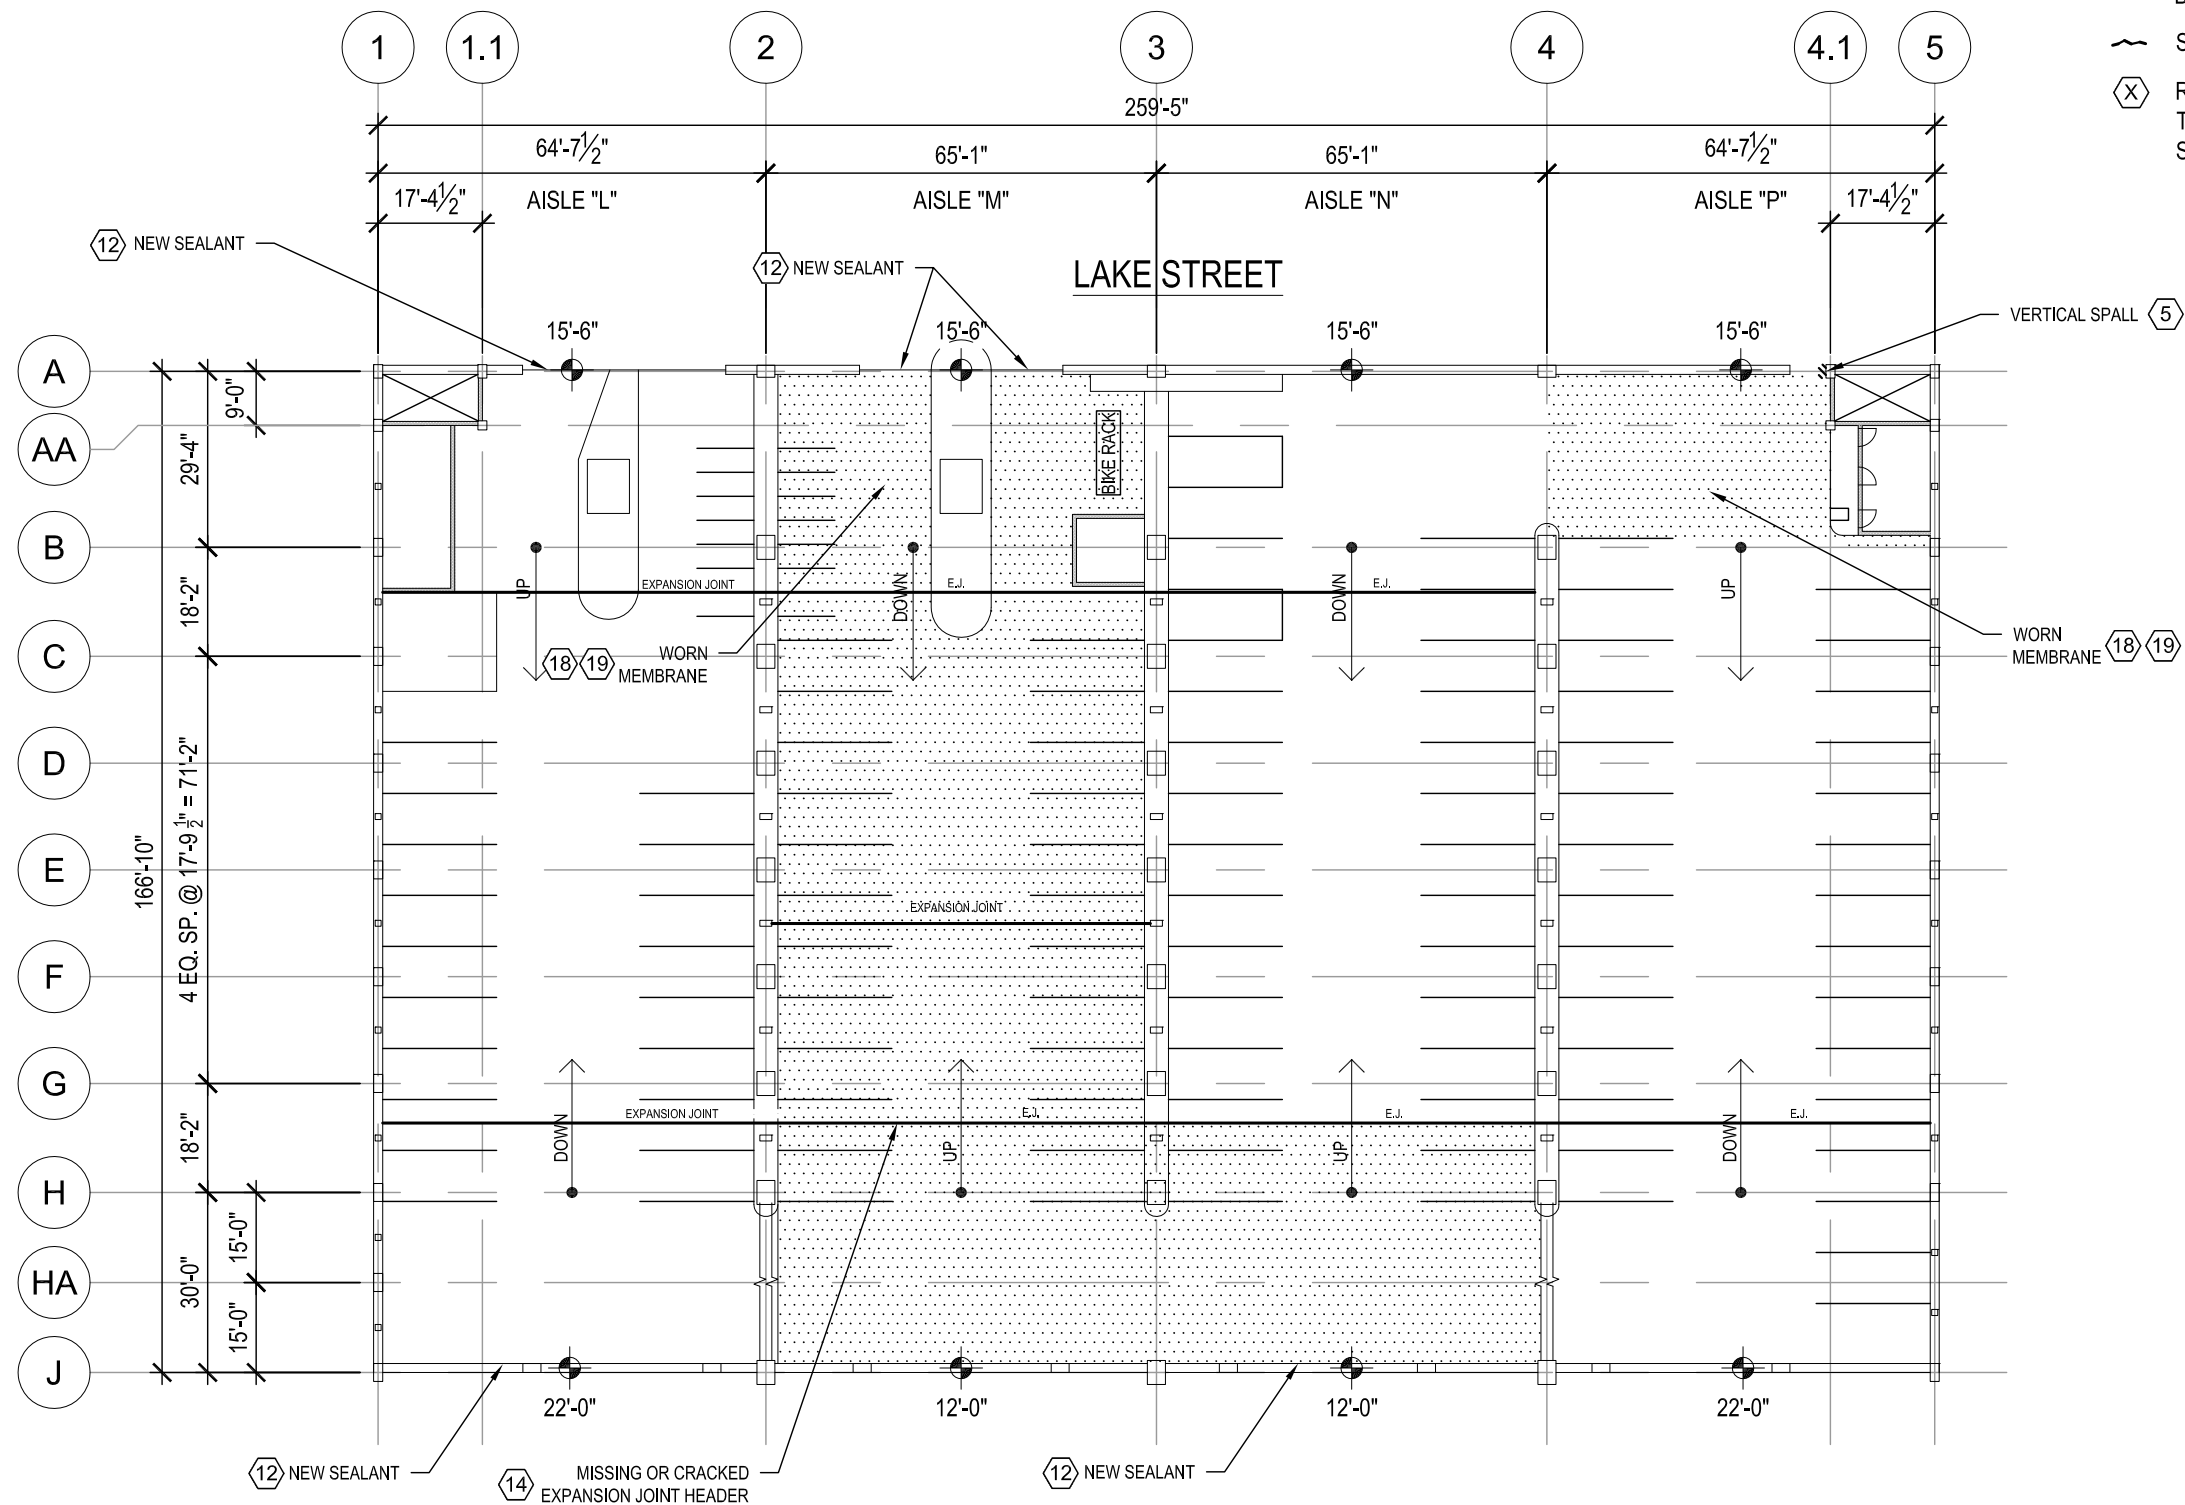 1
1.1
2
3
4
4.1
5
259'-5"
64'-7½"
65'-1"
65'-1"
64'-7½"
17'-4½"
AISLE "L"
AISLE "M"
AISLE "N"
AISLE "P"
17'-4½"
X
12 NEW SEALANT
12 NEW SEALANT
LAKE STREET
VERTICAL SPALL 5
15'-6"
15'-6"
15'-6"
15'-6"
A
AA
B
C
D
E
F
G
H
HA
J
9'-0"
29'-4"
18'-2"
4 EQ. SP. @ 17'-9 ½" = 71'-2"
166'-10"
18'-2"
15'-0"
30'-0"
15'-0"
BIKE RACK
UP
EXPANSION JOINT
DOWN
E.J.
DOWN
E.J.
UP
18 19 WORN
MEMBRANE
WORN
MEMBRANE 18 19
EXPANSION JOINT
EXPANSION JOINT
E.J.
E.J.
E.J.
DOWN
UP
UP
DOWN
22'-0"
12'-0"
12'-0"
22'-0"
12 NEW SEALANT
14 MISSING OR CRACKED
EXPANSION JOINT HEADER
12 NEW SEALANT